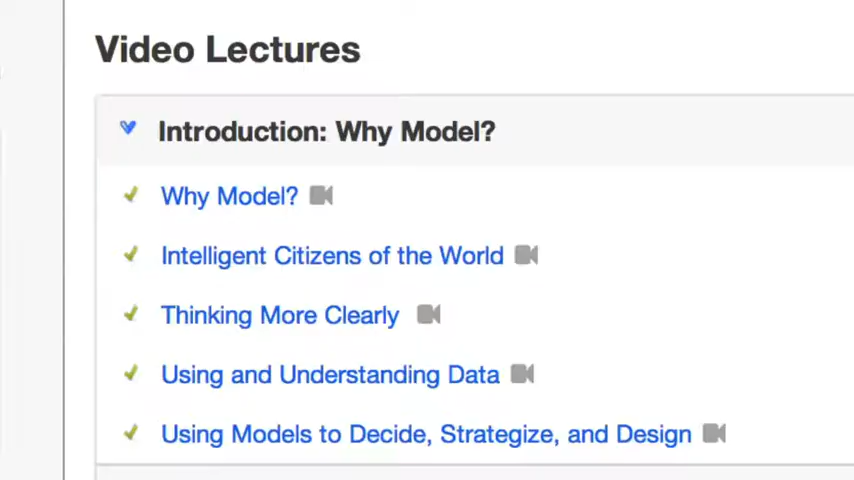 Video Lectures
Introduction: Why Model?
Why Model?
Intelligent Citizens of the World
Thinking More Clearly
Using and Understanding Data
Using Models to Decide, Strategize, and Design